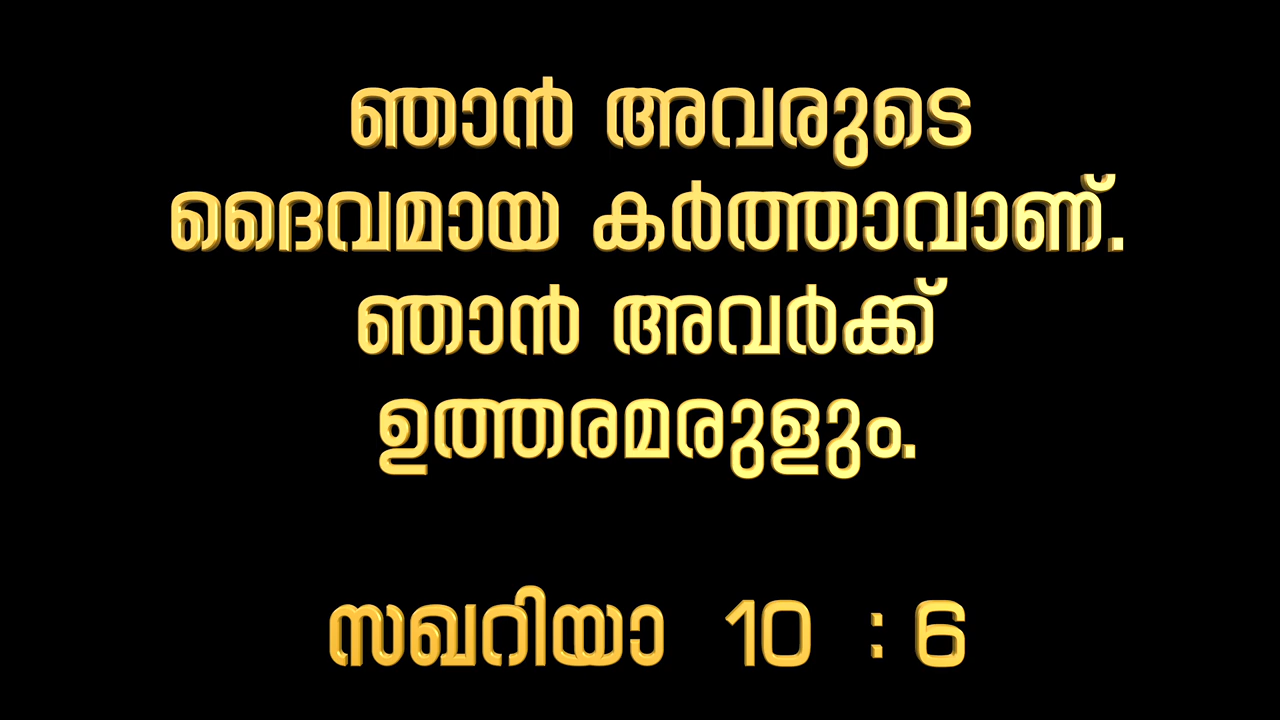 ഞാൻ അവരുടെ
ദൈവമായ കർത്താവാണ്.
ഞാൻ അവർക്ക്
ഉത്തരമരുളും.
സഖറിയാ 10 : 6